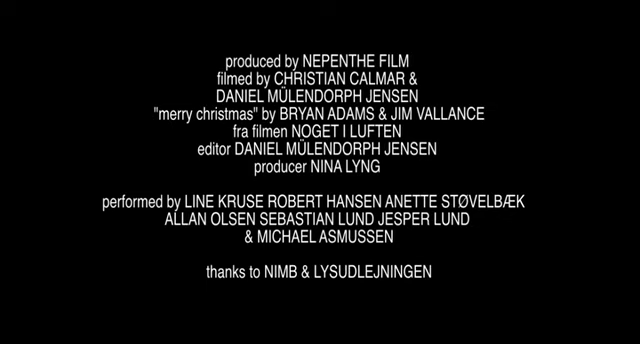 produced by NEPENTHE FILM
filmed by CHRISTIAN CALMAR &
DANIEL MÜLENDORPH JENSEN
"merry christmas" by BRYAN ADAMS & JIM VALLANCE
fra filmen NOGET I LUFTEN
editor DANIEL MÜLENDORPH JENSEN
producer NINA LYNG
performed by LINE KRUSE ROBERT HANSEN ANETTE STØVELBÆK
ALLAN OLSEN SEBASTIAN LUND JESPER LUND
& MICHAEL ASMUSSEN
thanks to NIMB & LYSUDLEJNINGEN